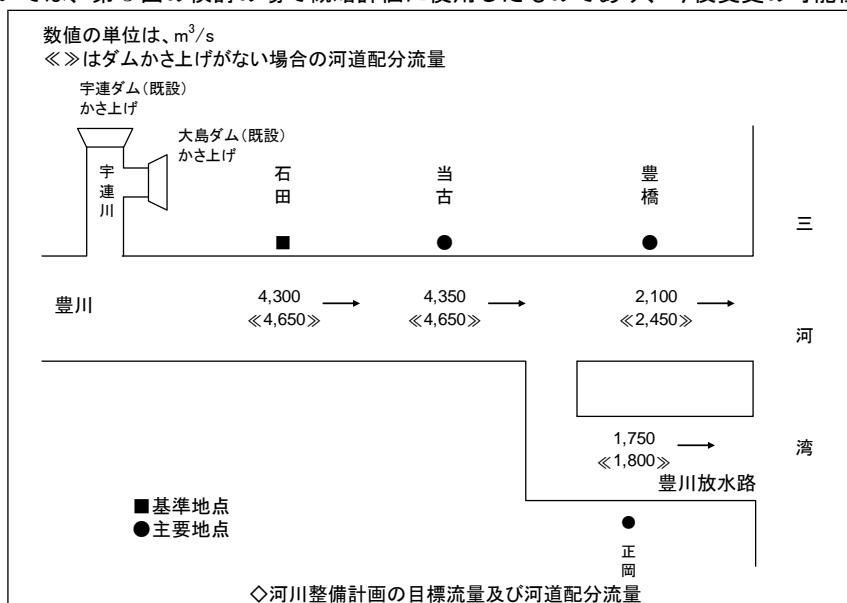 数値の単位は、m³/s
≪≫はダムかさ上げがない場合の河道配分流量
宇連ダム(既設)
かさ上げ
大島ダム(既設)
かさ上げ
宇連川
石田
当古
豊橋
三河湾
豊川
4,300
≪4,650≫
4,350
≪4,650≫
2,100
≪2,450≫
1,750
≪1,800≫
豊川放水路
■基準地点
●主要地点
正岡
◇河川整備計画の目標流量及び河道配分流量